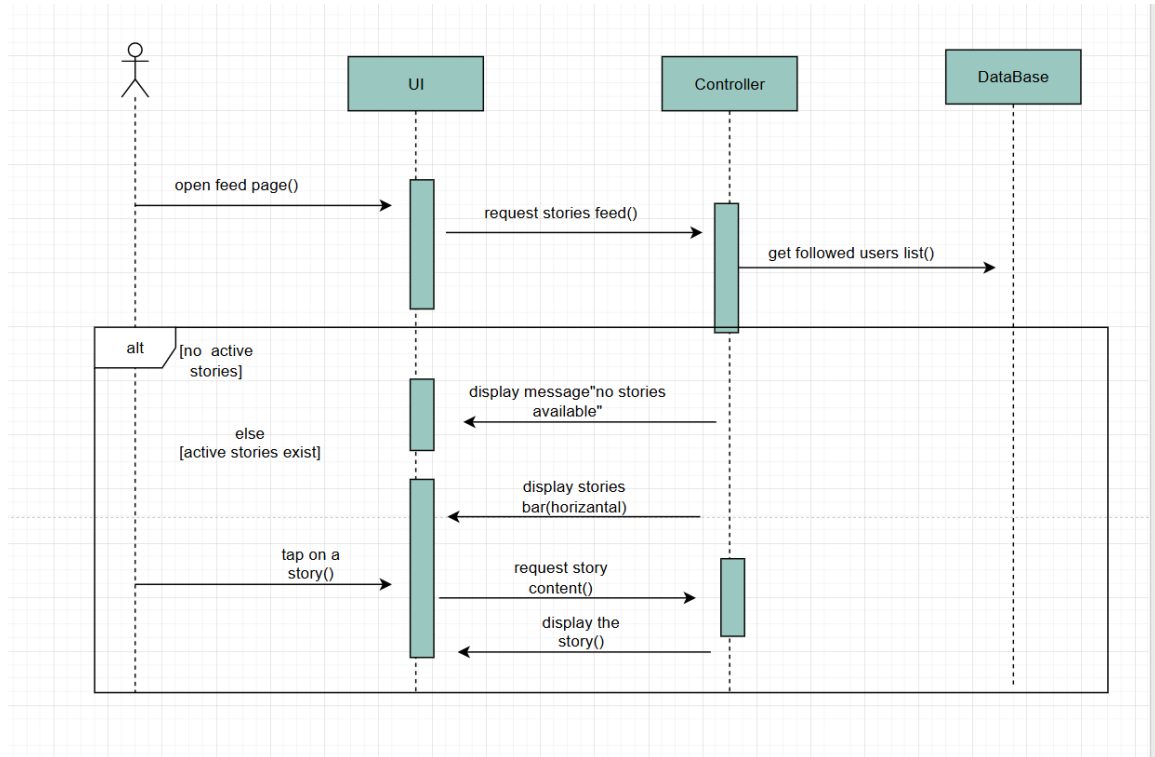 UI
Controller
DataBase
open feed page()
request stories feed()
get followed users list()
alt
[no  active
stories]
display message"no stories
available"
else
[active stories exist]
display stories
bar(horizantal)
tap on a
story()
request story
content()
display the
story()